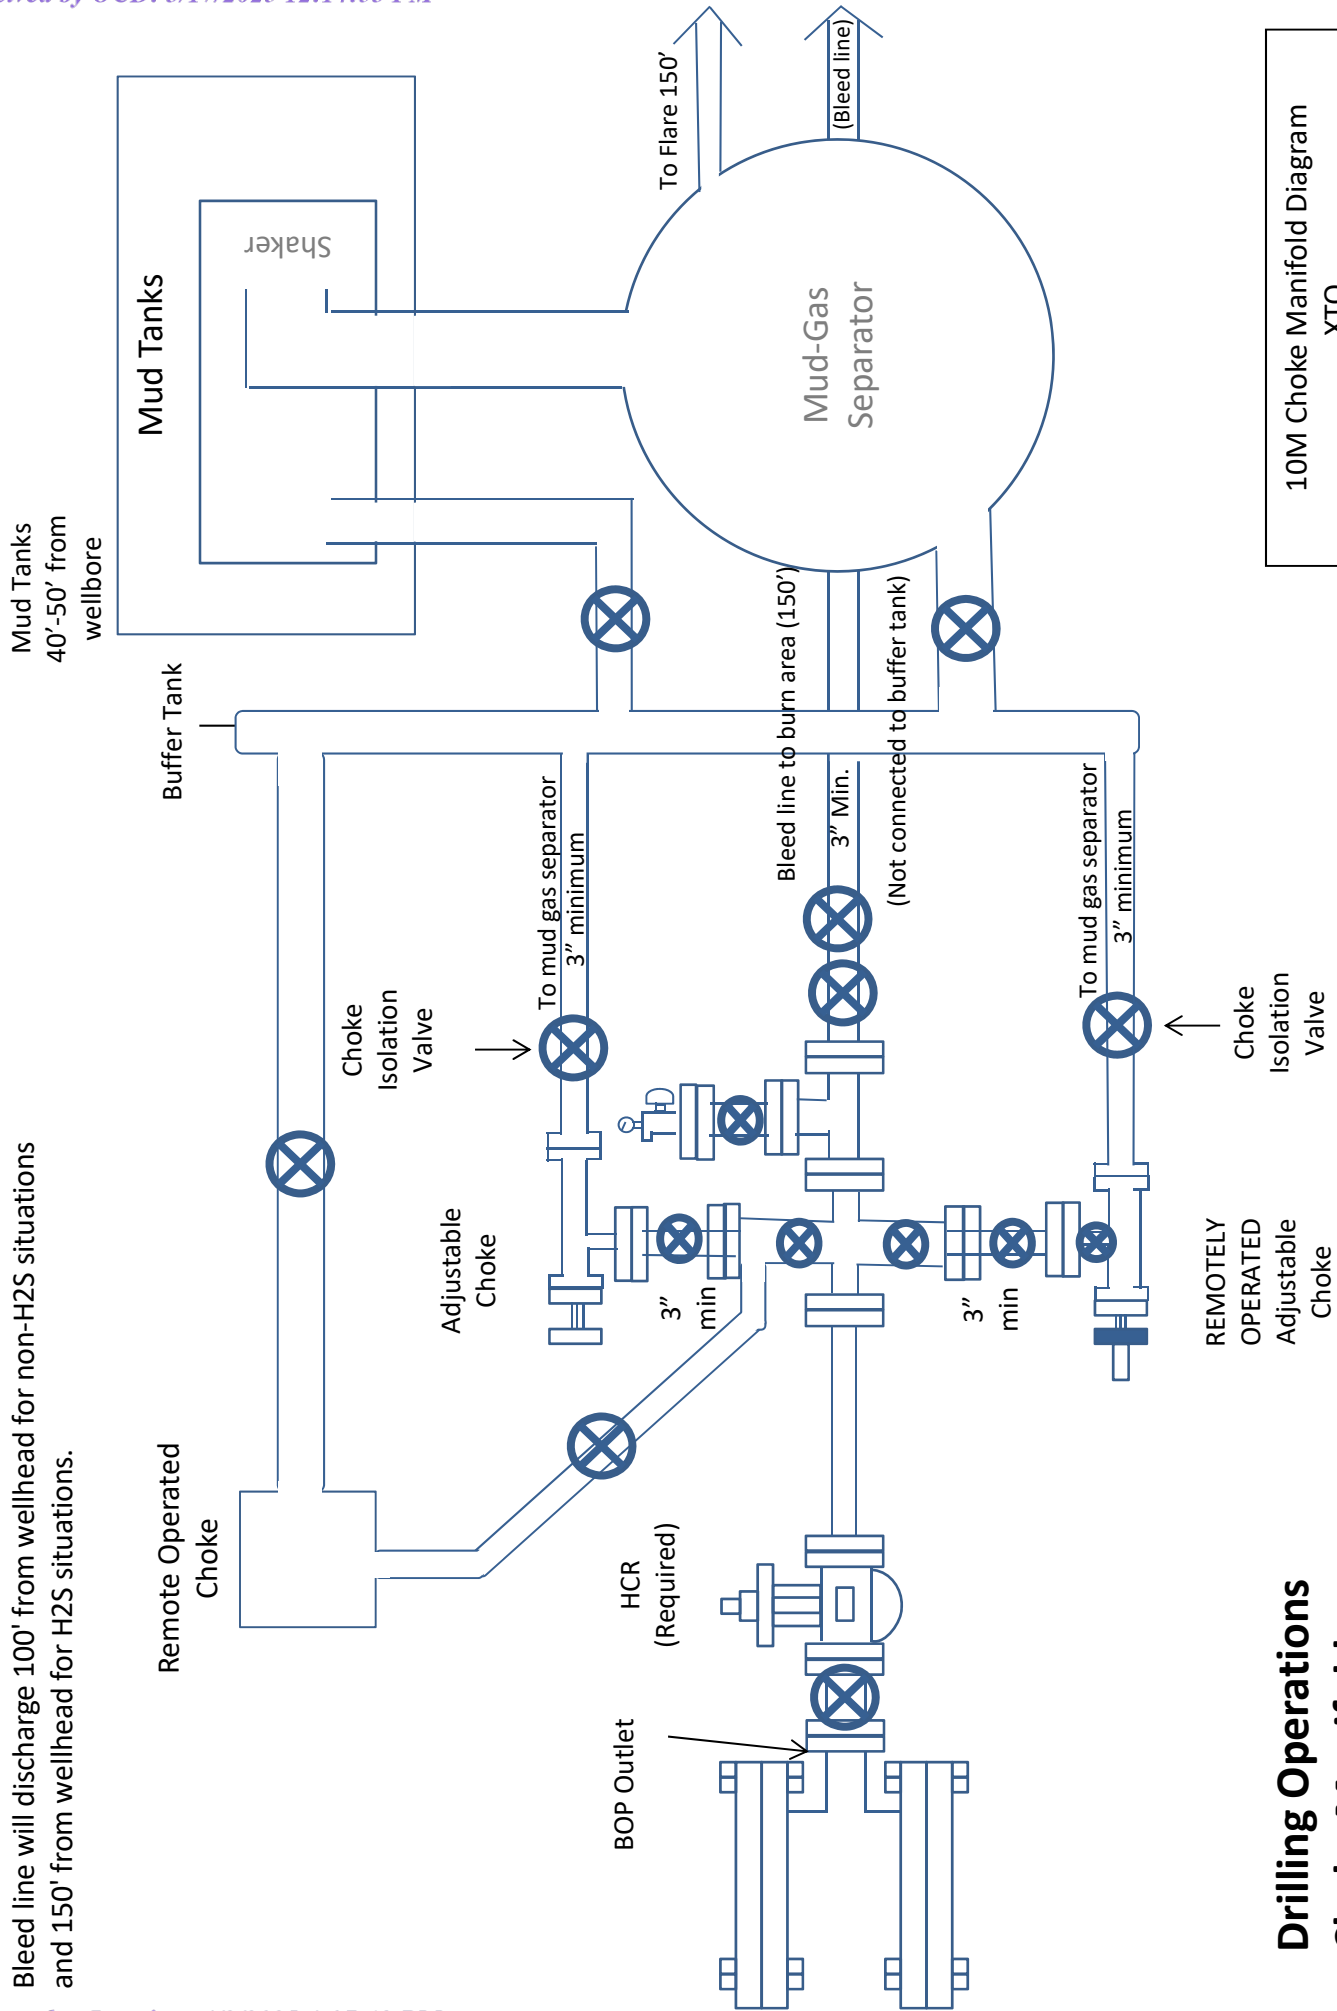 Bleed line will discharge 100' from wellhead for non-H2S situations
and 150' from wellhead for H2S situations.
Mud Tanks
40’-50’ from
wellbore
Mud Tanks
Shaker
Buffer Tank
Remote Operated
Choke
Choke
Isolation
Valve
Adjustable
Choke
To mud gas separator
3” minimum
To Flare 150’
(Bleed line)
Mud-Gas
Separator
Bleed line to burn area (150’)
3” Min.
(Not connected to buffer tank)
3”
min
3”
min
HCR
(Required)
BOP Outlet
To mud gas separator
3” minimum
Choke
Isolation
Valve
REMOTELY
OPERATED
Adjustable
Choke
10M Choke Manifold Diagram
XTO
Drilling Operations